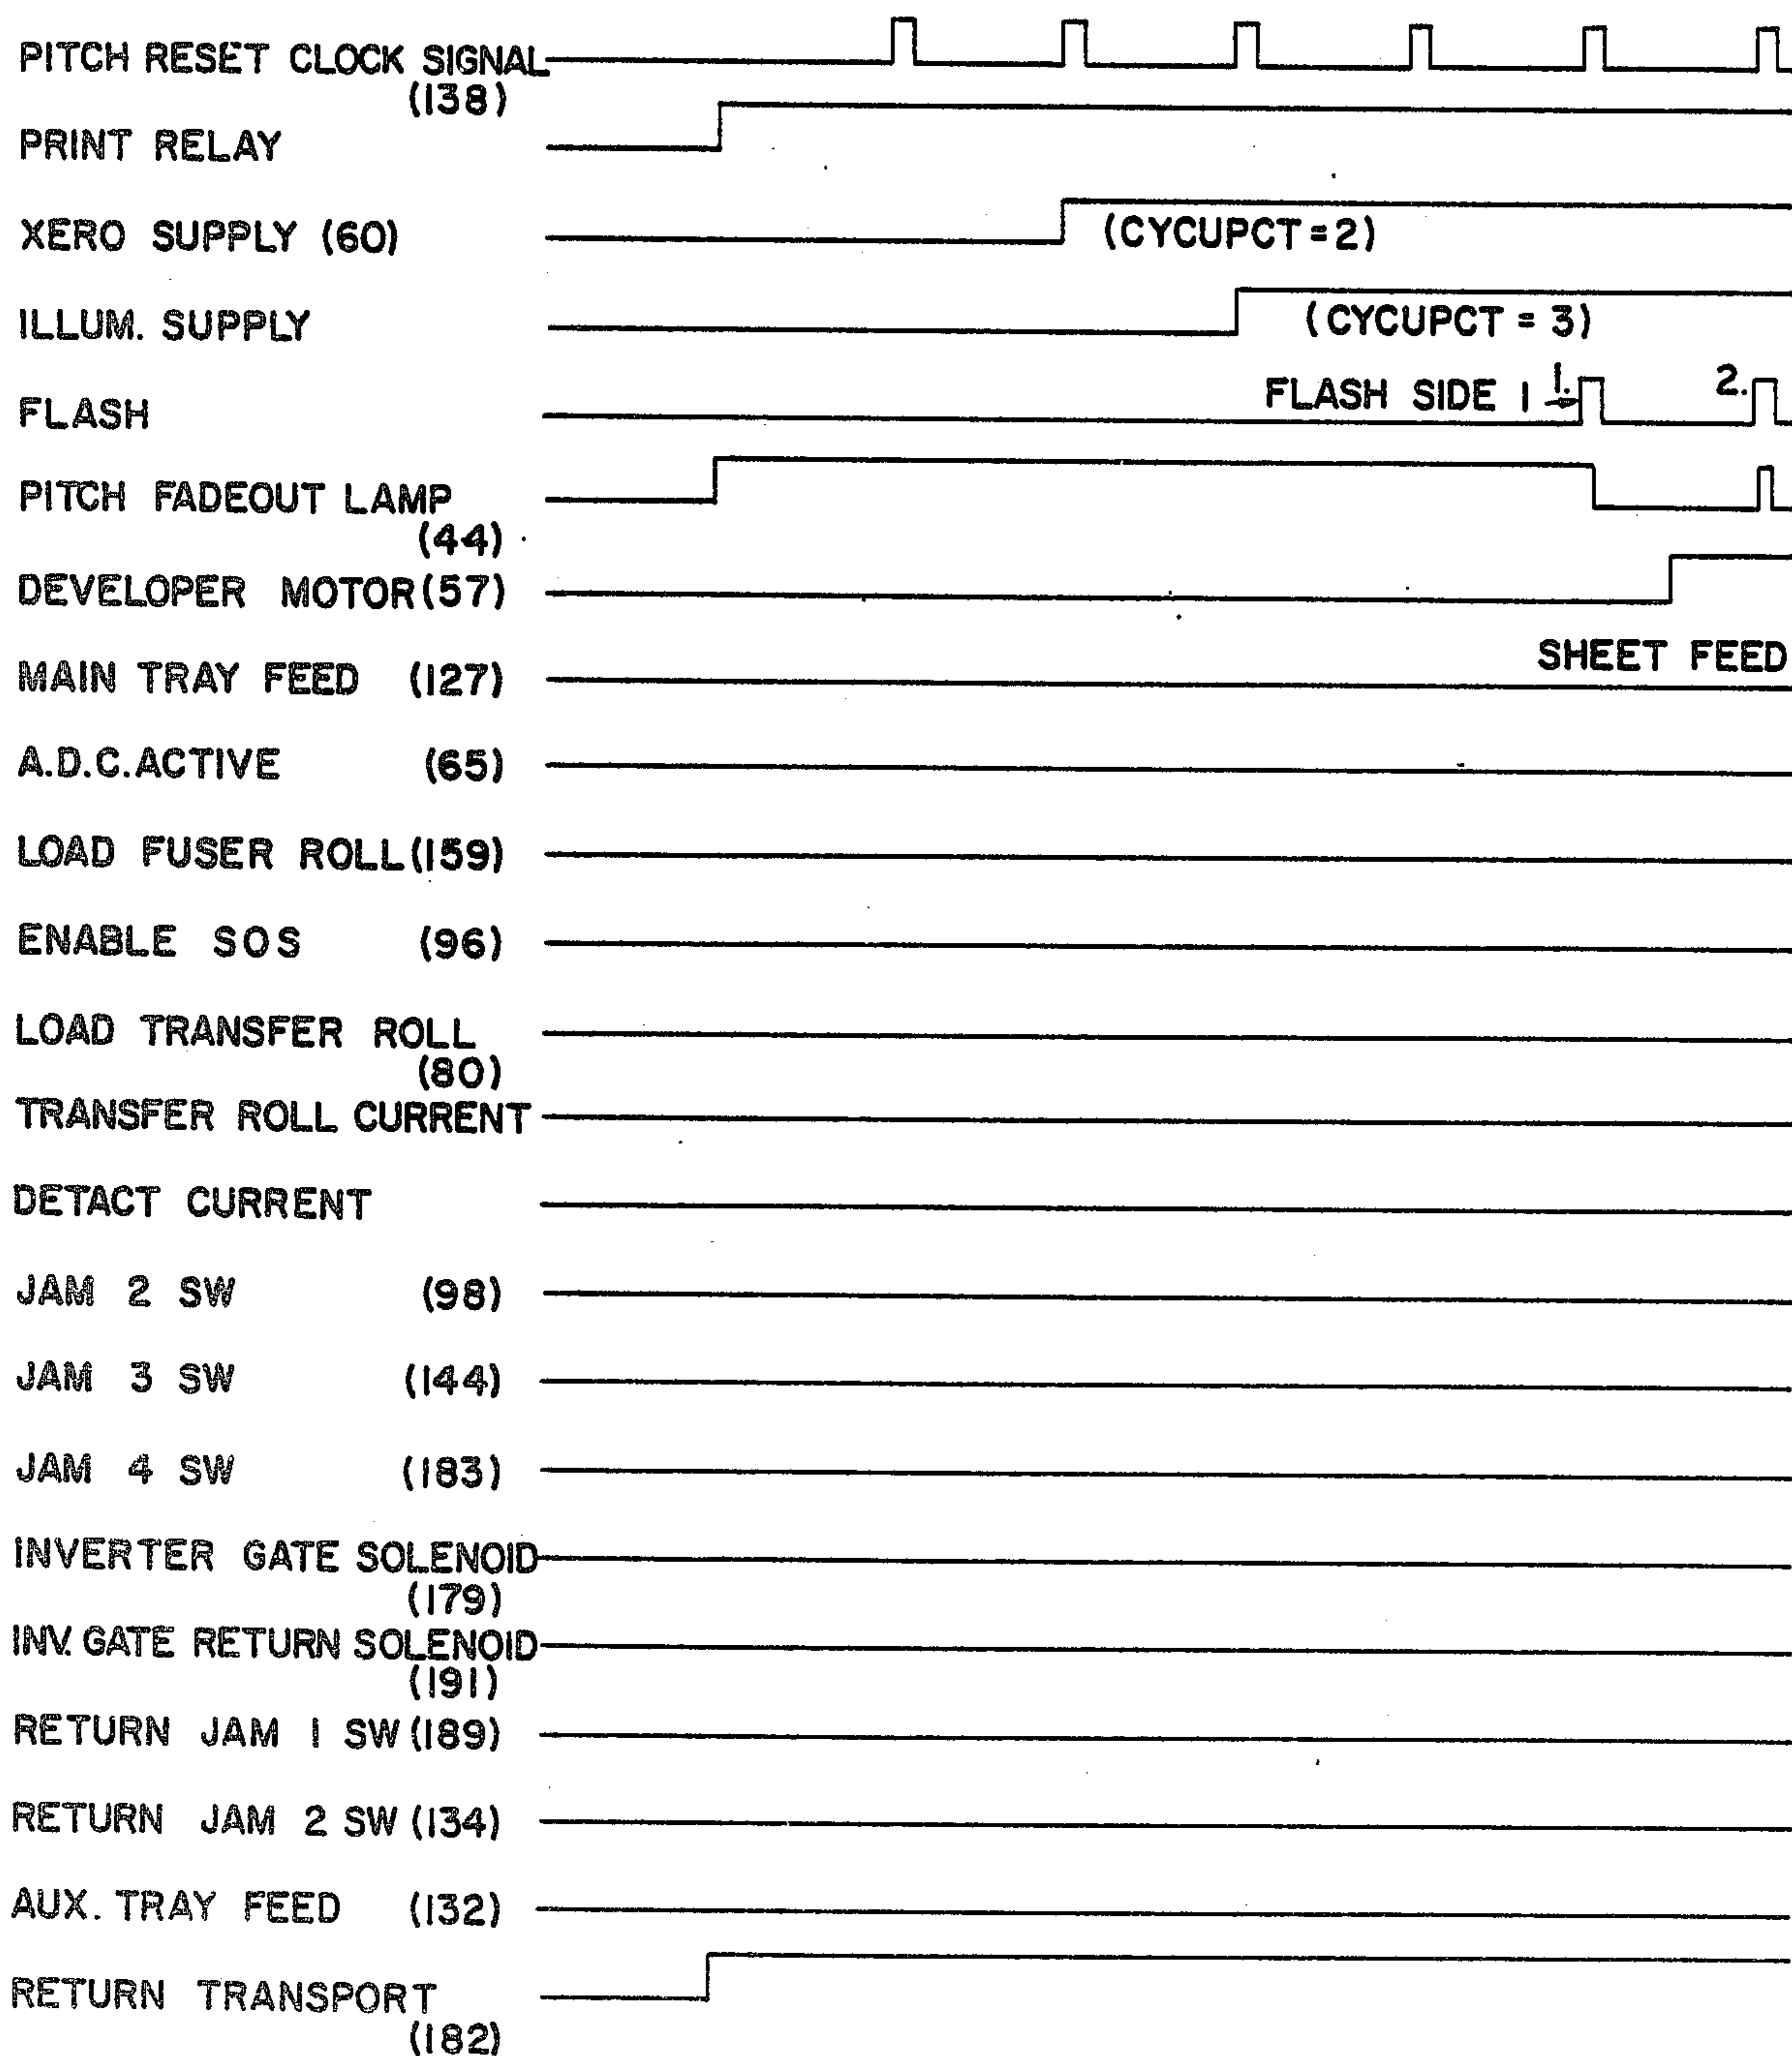 PITCH RESET CLOCK SIGNAL
(138)
PRINT RELAY
XERO SUPPLY (60)
(CYCUPCT=2)
ILLUM. SUPPLY
(CYCUPCT = 3)
FLASH
FLASH SIDE 1
1.
2.
PITCH FADEOUT LAMP
(44)
DEVELOPER MOTOR (57)
SHEET FEED
MAIN TRAY FEED (127)
A.D.C. ACTIVE (65)
LOAD FUSER ROLL (159)
ENABLE SOS (96)
LOAD TRANSFER ROLL
(80)
TRANSFER ROLL CURRENT
DETACT CURRENT
JAM 2 SW (98)
JAM 3 SW (144)
JAM 4 SW (183)
INVERTER GATE SOLENOID
(179)
INV. GATE RETURN SOLENOID
(191)
RETURN JAM 1 SW (189)
RETURN JAM 2 SW (134)
AUX. TRAY FEED (132)
RETURN TRANSPORT
(182)